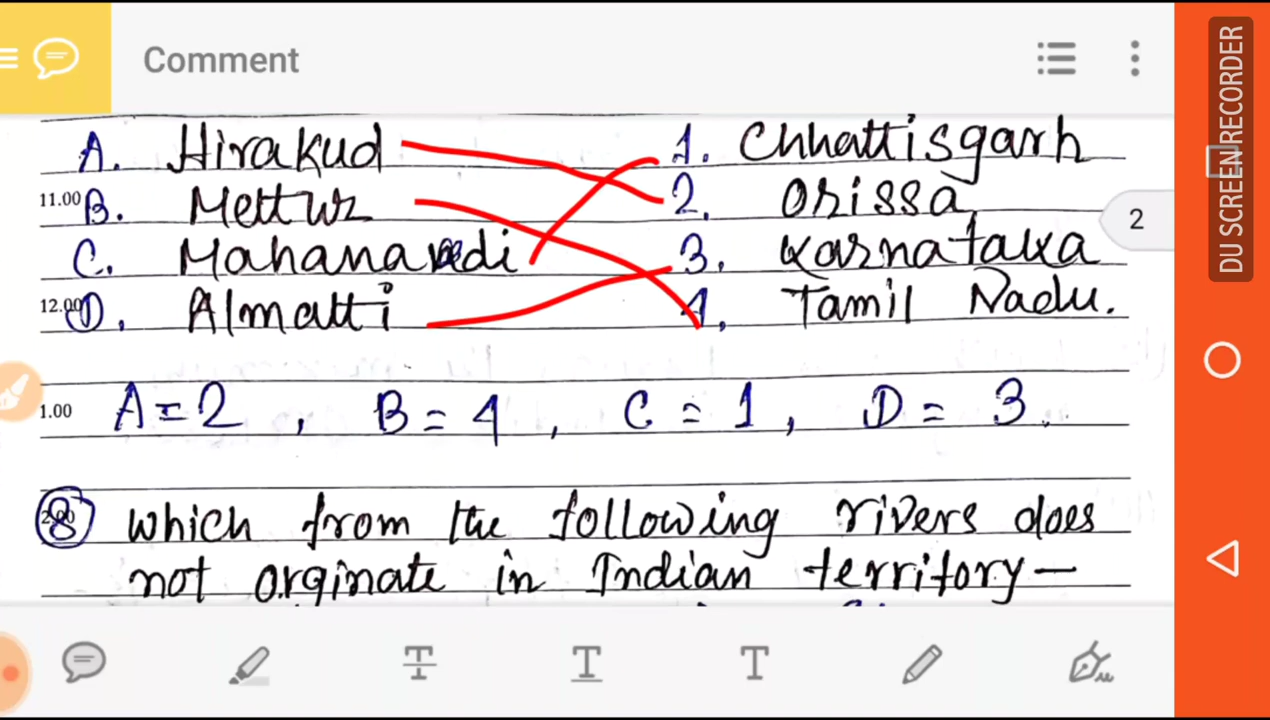 Comment
A. Hirakud 1. Chhattisgarh
11.00 B. Mettur 2. Orissa
C. Mahanadi 3. Karnataka
12.00 D. Almatti 4. Tamil Nadu.
2
1.00 A = 2, B = 4, C = 1, D = 3.
8 which from the following rivers does
not orginate in Indian territory—
DU SCREEN RECORDER